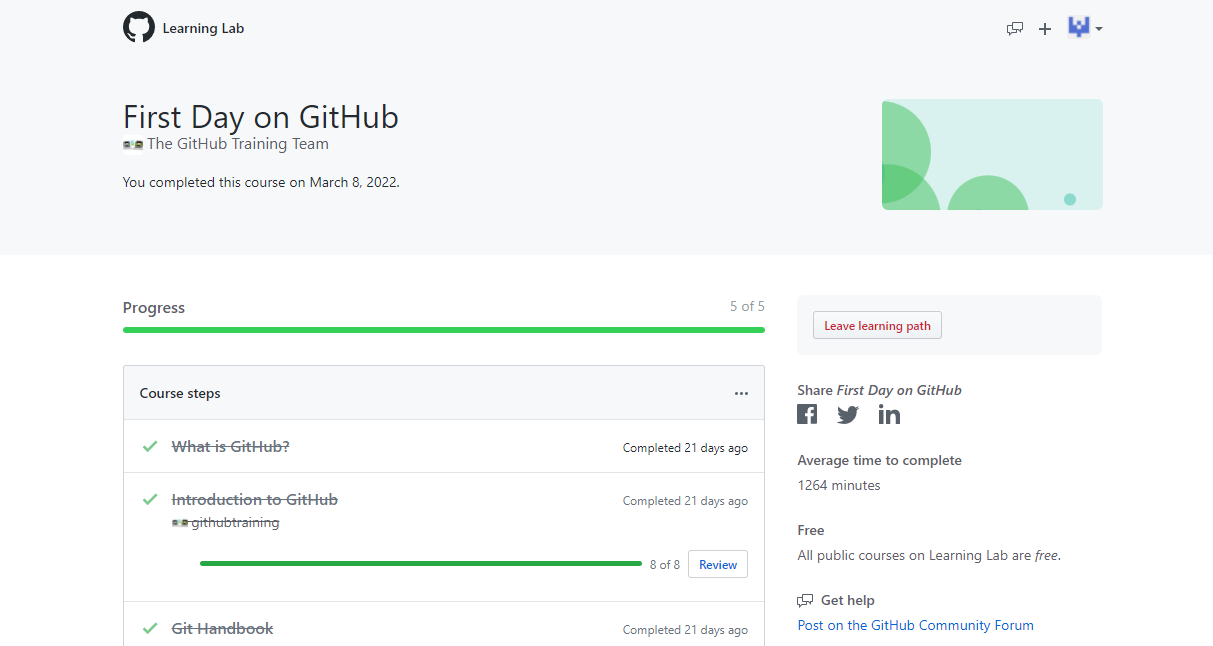 Learning Lab
First Day on GitHub
The GitHub Training Team
You completed this course on March 8, 2022.
Progress
5 of 5
Course steps
What is GitHub?
Completed 21 days ago
Introduction to GitHub
Completed 21 days ago
githubtraining
8 of 8
Review
Git Handbook
Completed 21 days ago
Leave learning path
Share First Day on GitHub
Average time to complete
1264 minutes
Free
All public courses on Learning Lab are free.
Get help
Post on the GitHub Community Forum